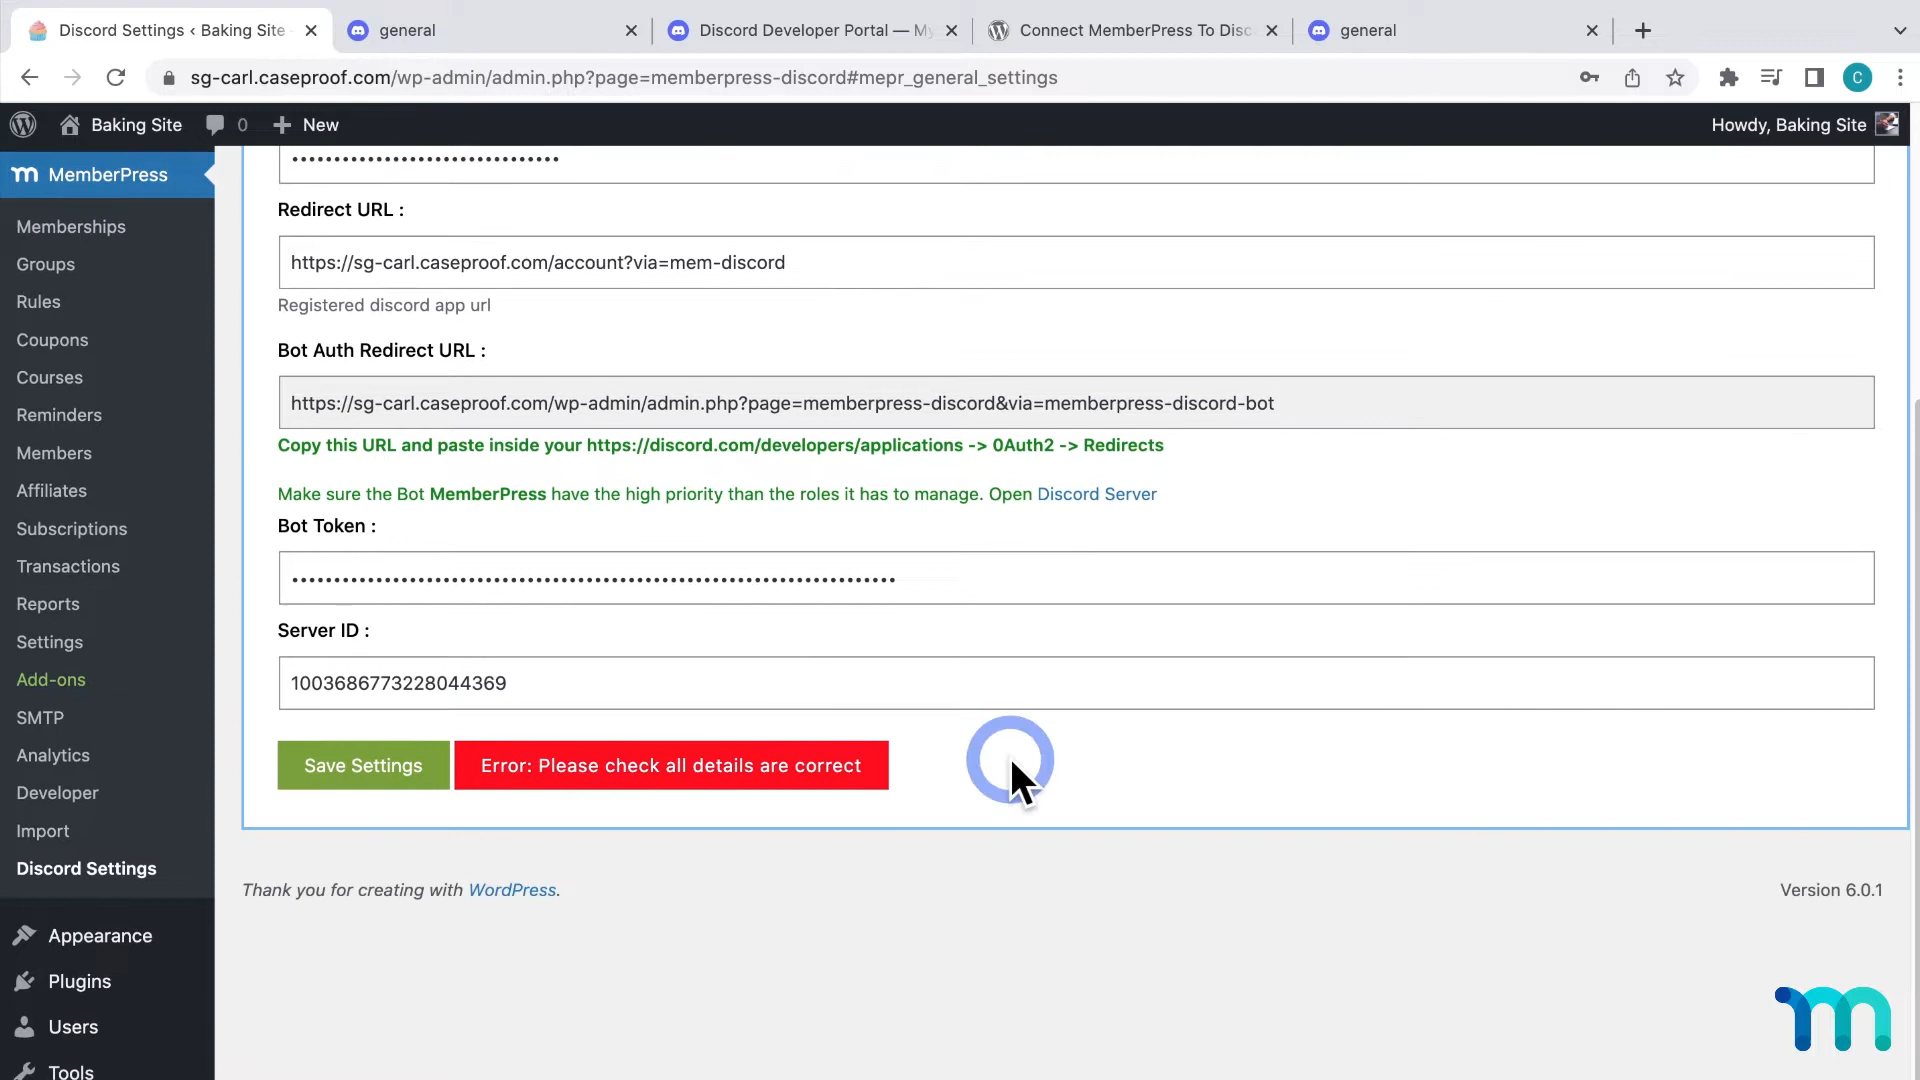 Discord Settings ‹ Baking Site
general
Discord Developer Portal — My
Connect MemberPress To Disc
general
sg-carl.caseproof.com/wp-admin/admin.php?page=memberpress-discord#mepr_general_settings
C
Baking Site
0
New
Howdy, Baking Site
MemberPress
Memberships
Groups
Rules
Coupons
Courses
Reminders
Members
Affiliates
Subscriptions
Transactions
Reports
Settings
Add-ons
SMTP
Analytics
Developer
Import
Discord Settings
Appearance
Plugins
Users
Tools
Redirect URL :
https://sg-carl.caseproof.com/account?via=mem-discord
Registered discord app url
Bot Auth Redirect URL :
https://sg-carl.caseproof.com/wp-admin/admin.php?page=memberpress-discord&via=memberpress-discord-bot
Copy this URL and paste inside your https://discord.com/developers/applications -> 0Auth2 -> Redirects
Make sure the Bot MemberPress have the high priority than the roles it has to manage. Open Discord Server
Bot Token :
Server ID :
1003686773228044369
Save Settings
Error: Please check all details are correct
Thank you for creating with WordPress.
Version 6.0.1